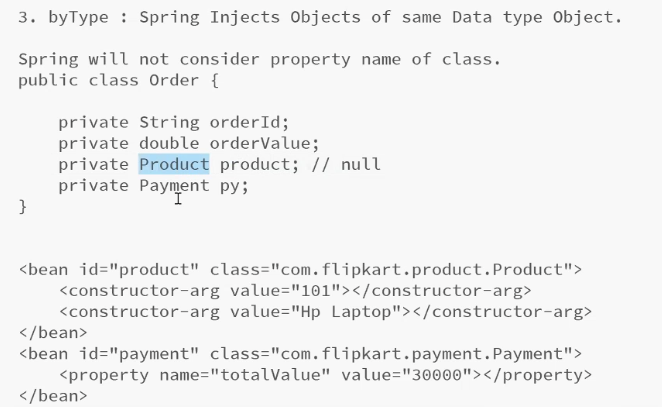 3. byType : Spring Injects Objects of same Data type Object.
Spring will not consider property name of class.
public class Order {
    private String orderId;
    private double orderValue;
    private Product product; // null
    private Payment py;
}
<bean id="product" class="com.flipkart.product.Product">
    <constructor-arg value="101"></constructor-arg>
    <constructor-arg value="Hp Laptop"></constructor-arg>
</bean>
<bean id="payment" class="com.flipkart.payment.Payment">
    <property name="totalValue" value="30000"></property>
</bean>